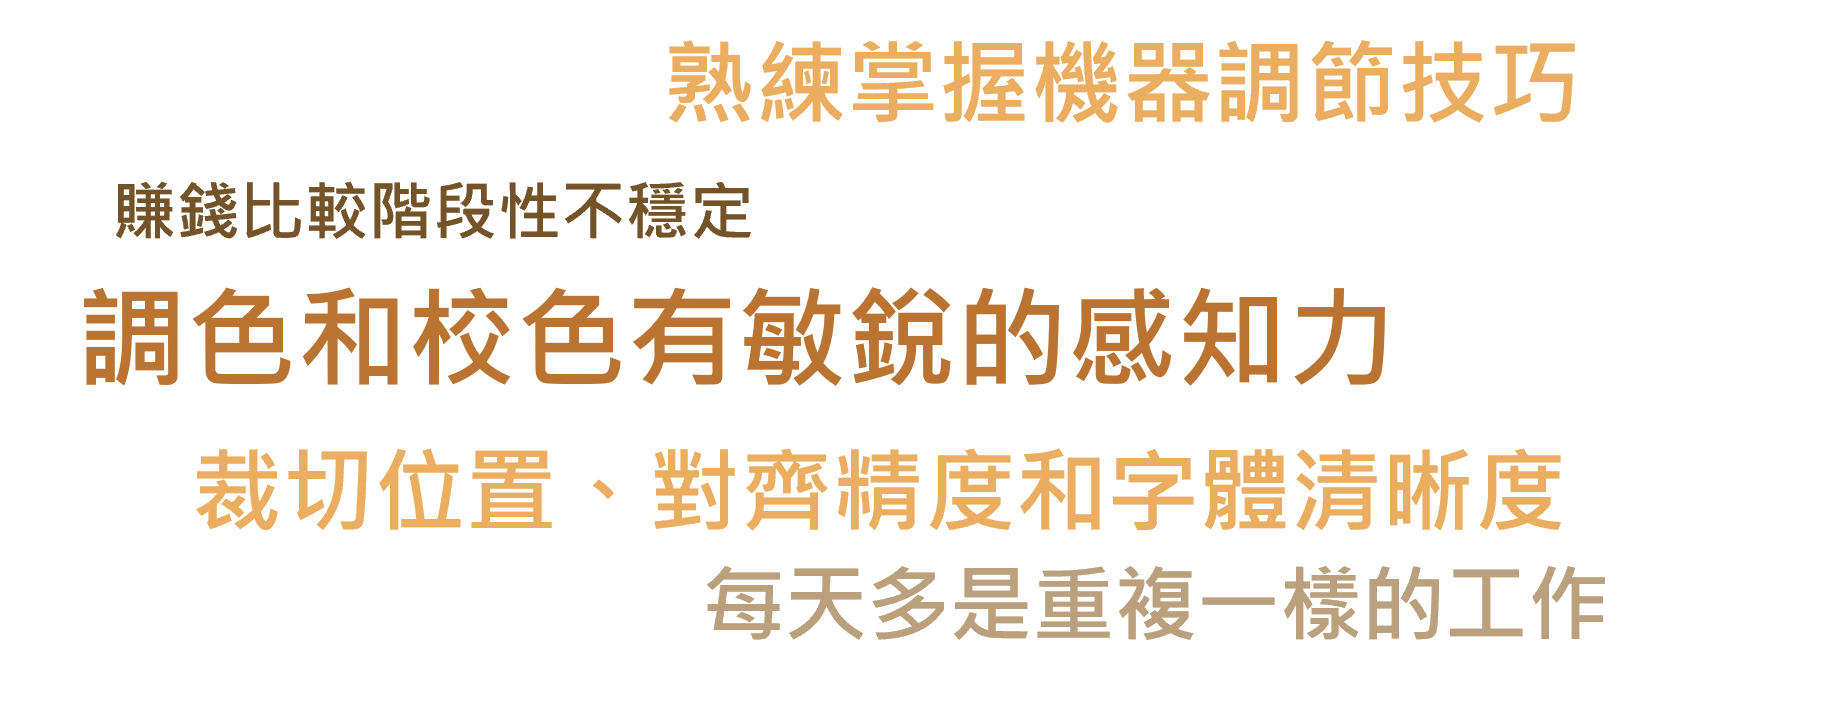 熟練掌握機器調節技巧
賺錢比較階段性不穩定
調色和校色有敏銳的感知力
裁切位置、對齊精度和字體清晰度
每天多是重複一樣的工作